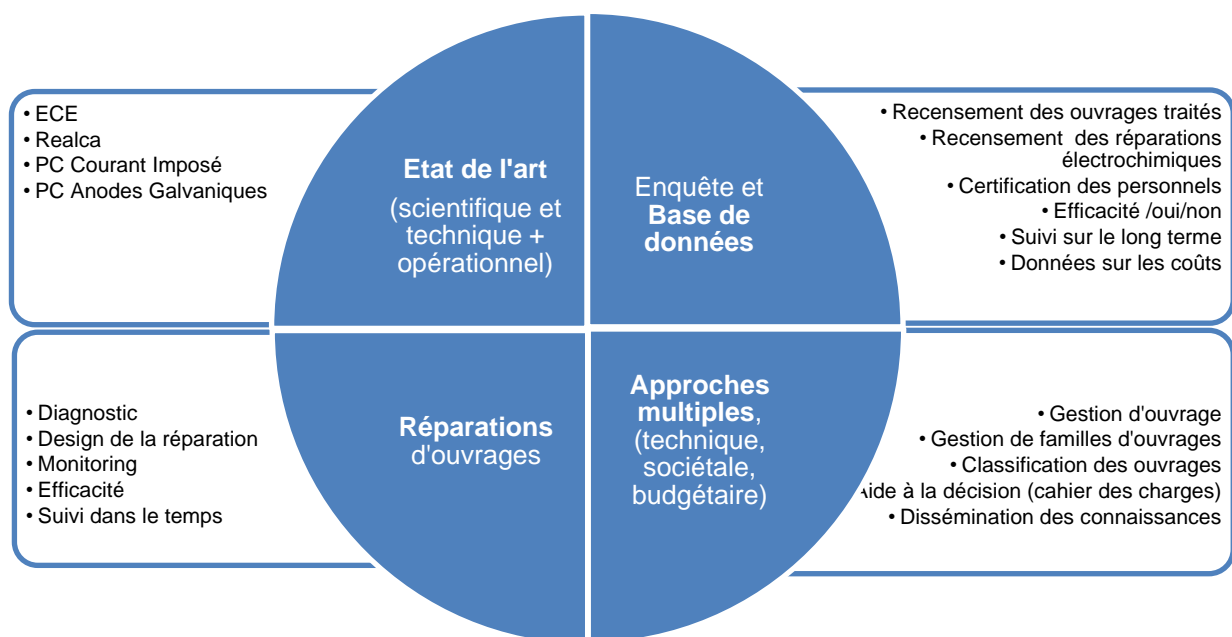 • ECE
• Realca
• PC Courant Imposé
• PC Anodes Galvaniques
Etat de l'art
(scientifique et
technique +
opérationnel)
Enquête et
Base de
données
• Recensement des ouvrages traités
• Recensement des réparations
électrochimiques
• Certification des personnels
• Efficacité /oui/non
• Suivi sur le long terme
• Données sur les coûts
• Diagnostic
• Design de la réparation
• Monitoring
• Efficacité
• Suivi dans le temps
Réparations
d'ouvrages
Approches
multiples,
(technique,
sociétale,
budgétaire)
• Gestion d'ouvrage
• Gestion de familles d'ouvrages
• Classification des ouvrages
à la décision (cahier des charges)
• Dissémination des connaissances